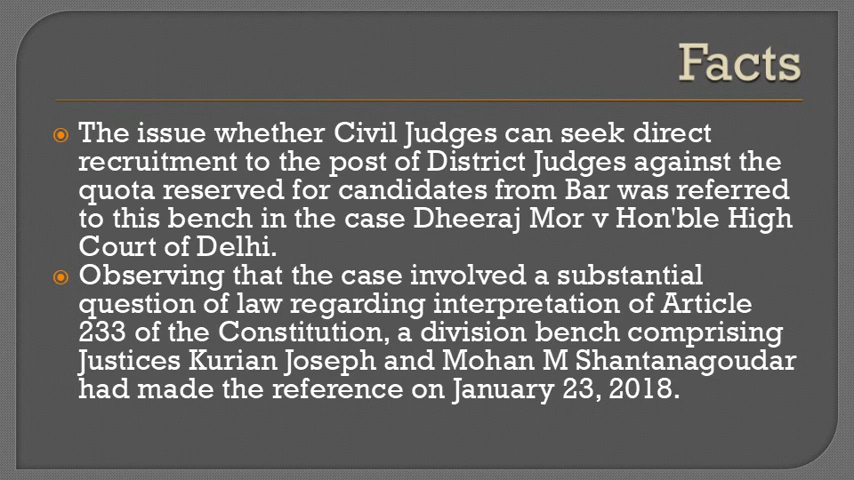 Facts
The issue whether Civil Judges can seek direct
recruitment to the post of District Judges against the
quota reserved for candidates from Bar was referred
to this bench in the case Dheeraj Mor v Hon'ble High
Court of Delhi.
Observing that the case involved a substantial
question of law regarding interpretation of Article
233 of the Constitution, a division bench comprising
Justices Kurian Joseph and Mohan M Shantanagoudar
had made the reference on January 23, 2018.